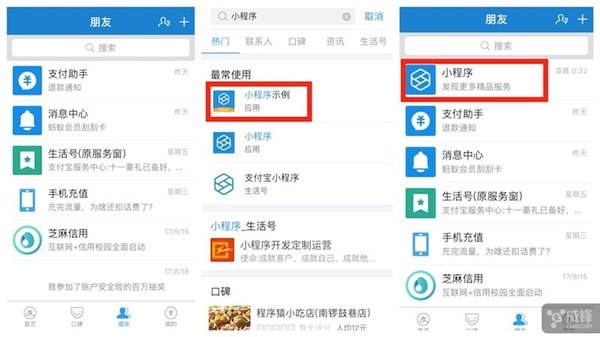 朋友
搜索
支付助手
昨天
退款通知
消息中心
昨天
蚂蚁会员刮刮卡
生活号(原服务窗)
星期五
支付宝服务中心:十一豪礼已备好，...
手机充值
星期三
充完流量，为啥还扣话费了？
芝麻信用
17/9/15
互联网+信用校园全面启动
17/8/18
我参加了账户安全险的百万抽奖
首页
口碑
朋友
我的
小程序
取消
热门
联系人
口碑
资讯
生活号
最常使用
小程序示例
应用
小程序
应用
支付宝小程序
生活号
小程序_生活号
小程序开发定制运营
使命:成就客户、成就自己、成就他...
口碑
程序猿小吃店(南锣鼓巷店)
暂无评分
人均12元
朋友
搜索
小程序
凌晨 0:32
发现更多精品服务
支付助手
昨天
退款通知
消息中心
昨天
蚂蚁会员刮刮卡
生活号(原服务窗)
星期五
支付宝服务中心:十一豪礼已备好，...
手机充值
星期三
充完流量，为啥还扣话费了？
芝麻信用
17/9/15
互联网+信用校园全面启动
威锋